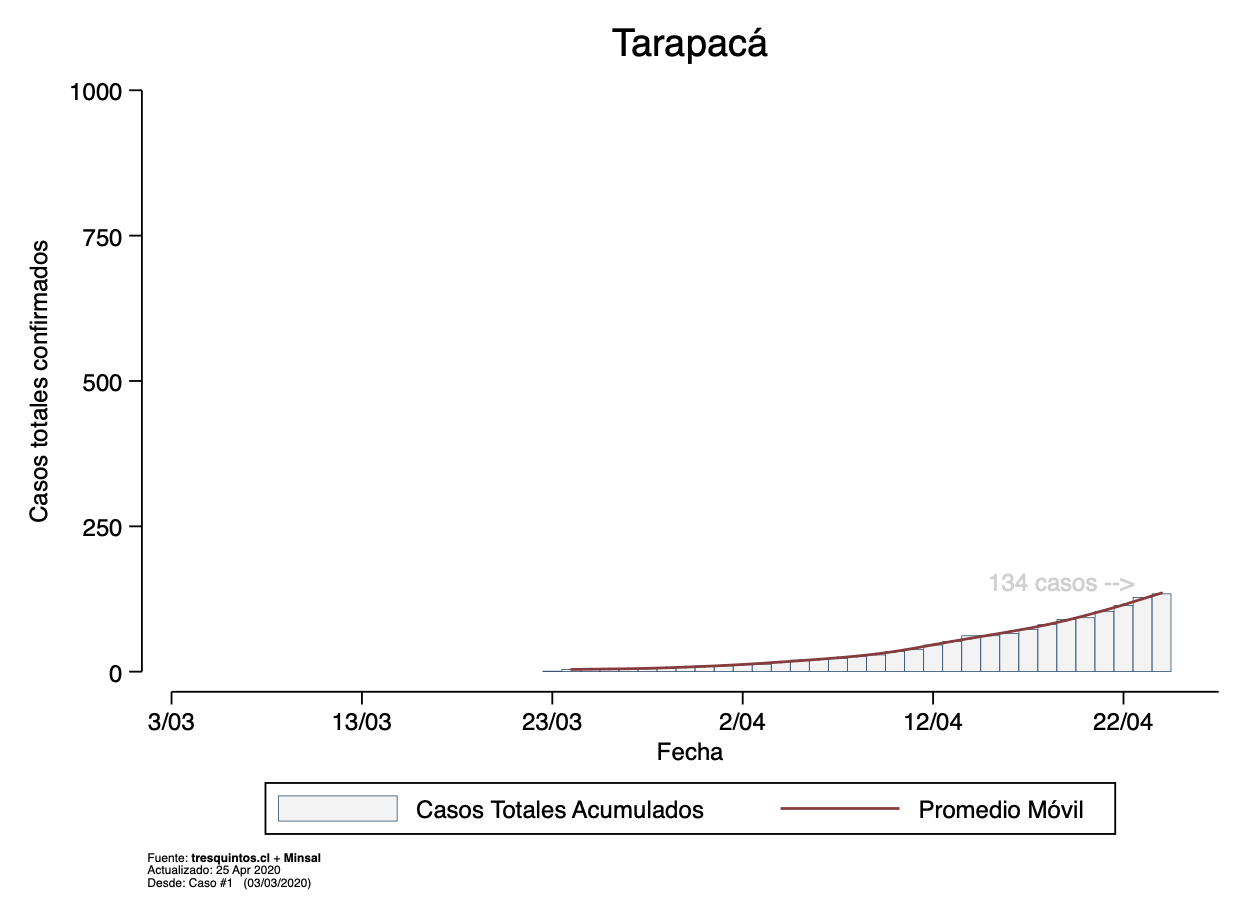 Tarapacá
1000
750
500
250
0
Casos totales confirmados
134 casos -->
3/03 13/03 23/03 2/04 12/04 22/04
Fecha
Casos Totales Acumulados Promedio Móvil
Fuente: tresquintos.cl + Minsal
Actualizado: 25 Apr 2020
Desde: Caso #1 (03/03/2020)